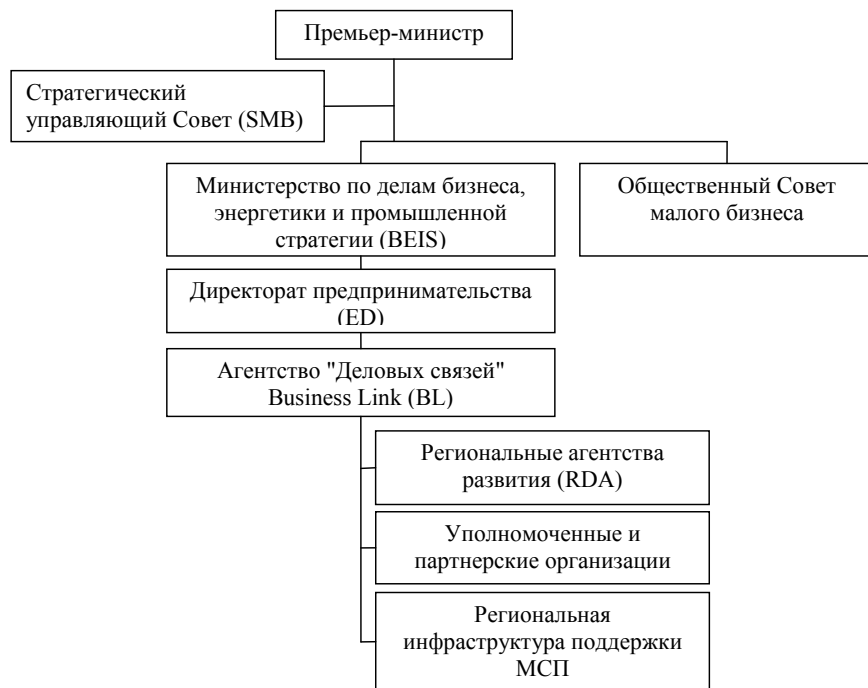 Премьер-министр
Стратегический
управляющий Совет (SMB)
Министерство по делам бизнеса,
энергетики и промышленной
стратегии (BEIS)
Общественный Совет
малого бизнеса
Директорат предпринимательства
(ED)
Агентство "Деловых связей"
Business Link (BL)
Региональные агентства
развития (RDA)
Уполномоченные и
партнерские организации
Региональная
инфраструктура поддержки
МСП